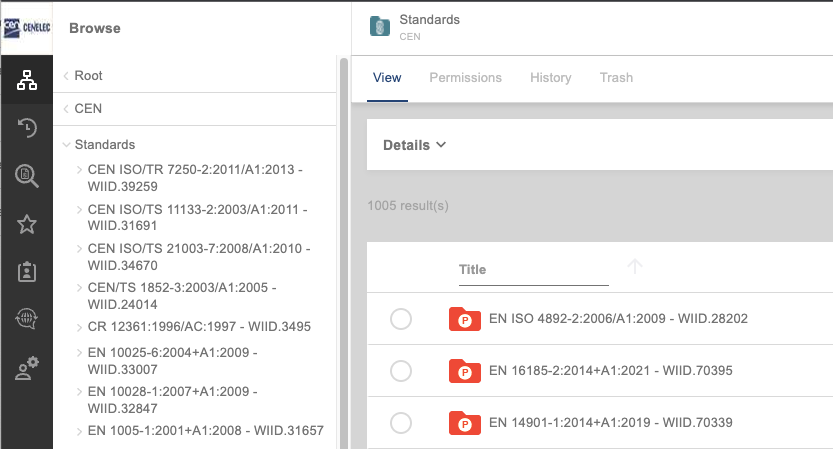 cen CENELEC
Browse
Root
CEN
Standards
CEN ISO/TR 7250-2:2011/A1:2013 -
WIID.39259
CEN ISO/TS 11133-2:2003/A1:2011 -
WIID.31691
CEN ISO/TS 21003-7:2008/A1:2010 -
WIID.34670
CEN/TS 1852-3:2003/A1:2005 -
WIID.24014
CR 12361:1996/AC:1997 - WIID.3495
EN 10025-6:2004+A1:2009 -
WIID.33007
EN 10028-1:2007+A1:2009 -
WIID.32847
EN 1005-1:2001+A1:2008 - WIID.31657
Standards
CEN
View Permissions History Trash
Details
1005 result(s)
Title
P EN ISO 4892-2:2006/A1:2009 - WIID.28202
P EN 16185-2:2014+A1:2021 - WIID.70395
P EN 14901-1:2014+A1:2019 - WIID.70339